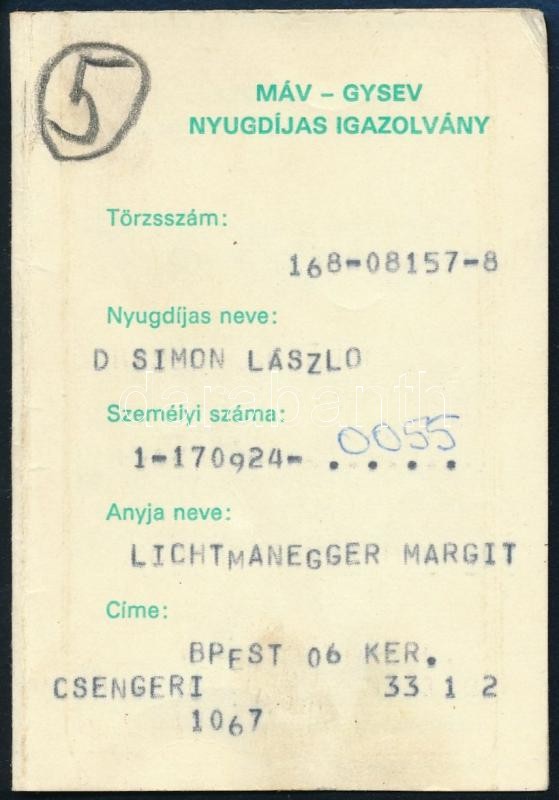 5
MÁV – GYSEV
NYUGDÍJAS IGAZOLVÁNY
Törzsszám:
168-08157-8
Nyugdíjas neve:
D SIMON LÁSZLO
darabanth
Személyi száma:
1-170924- .... 0055
Anyja neve:
LICHTMANEGGER MARGIT
Címe:
BPEST 06 KER.
CSENGERI 33 1 2
1067